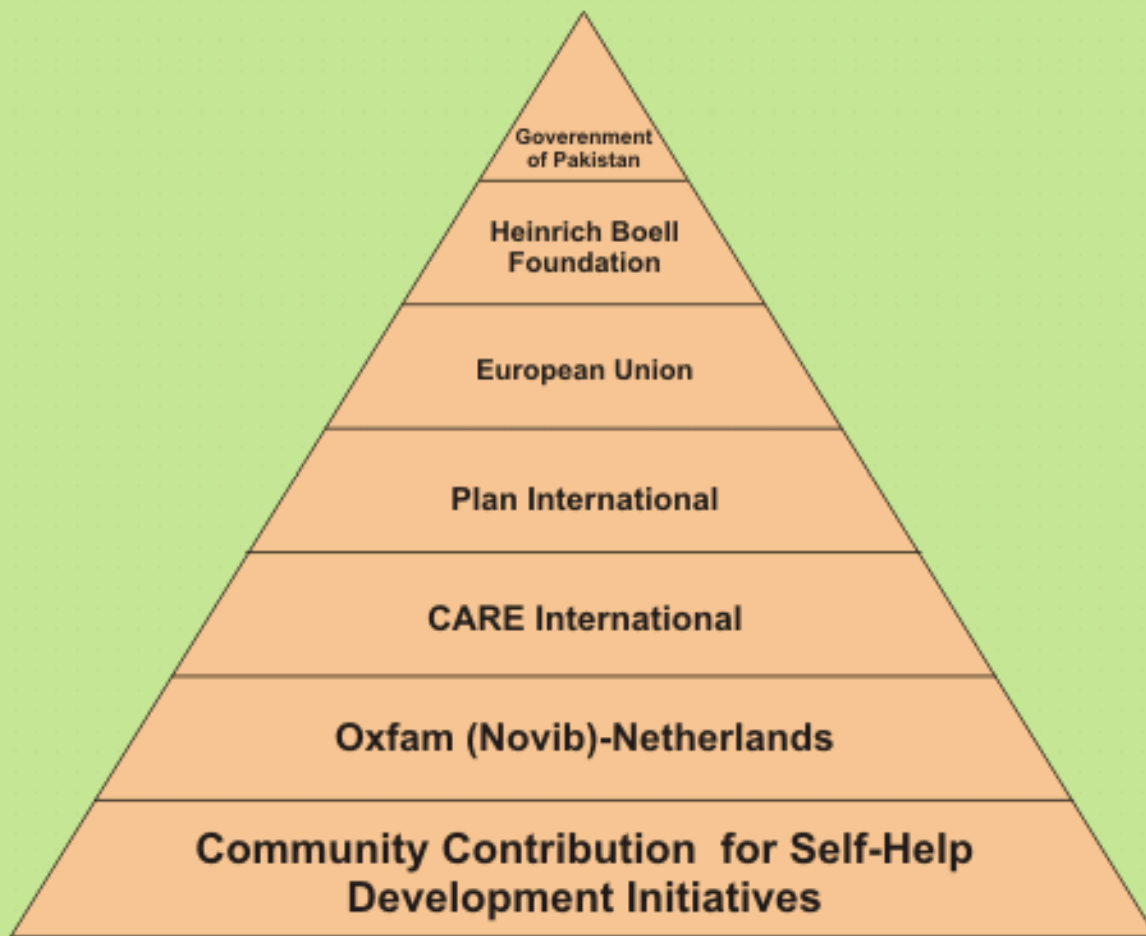 Goverenment
of Pakistan
Heinrich Boell
Foundation
European Union
Plan International
CARE International
Oxfam (Novib)-Netherlands
Community Contribution  for Self-Help
Development Initiatives